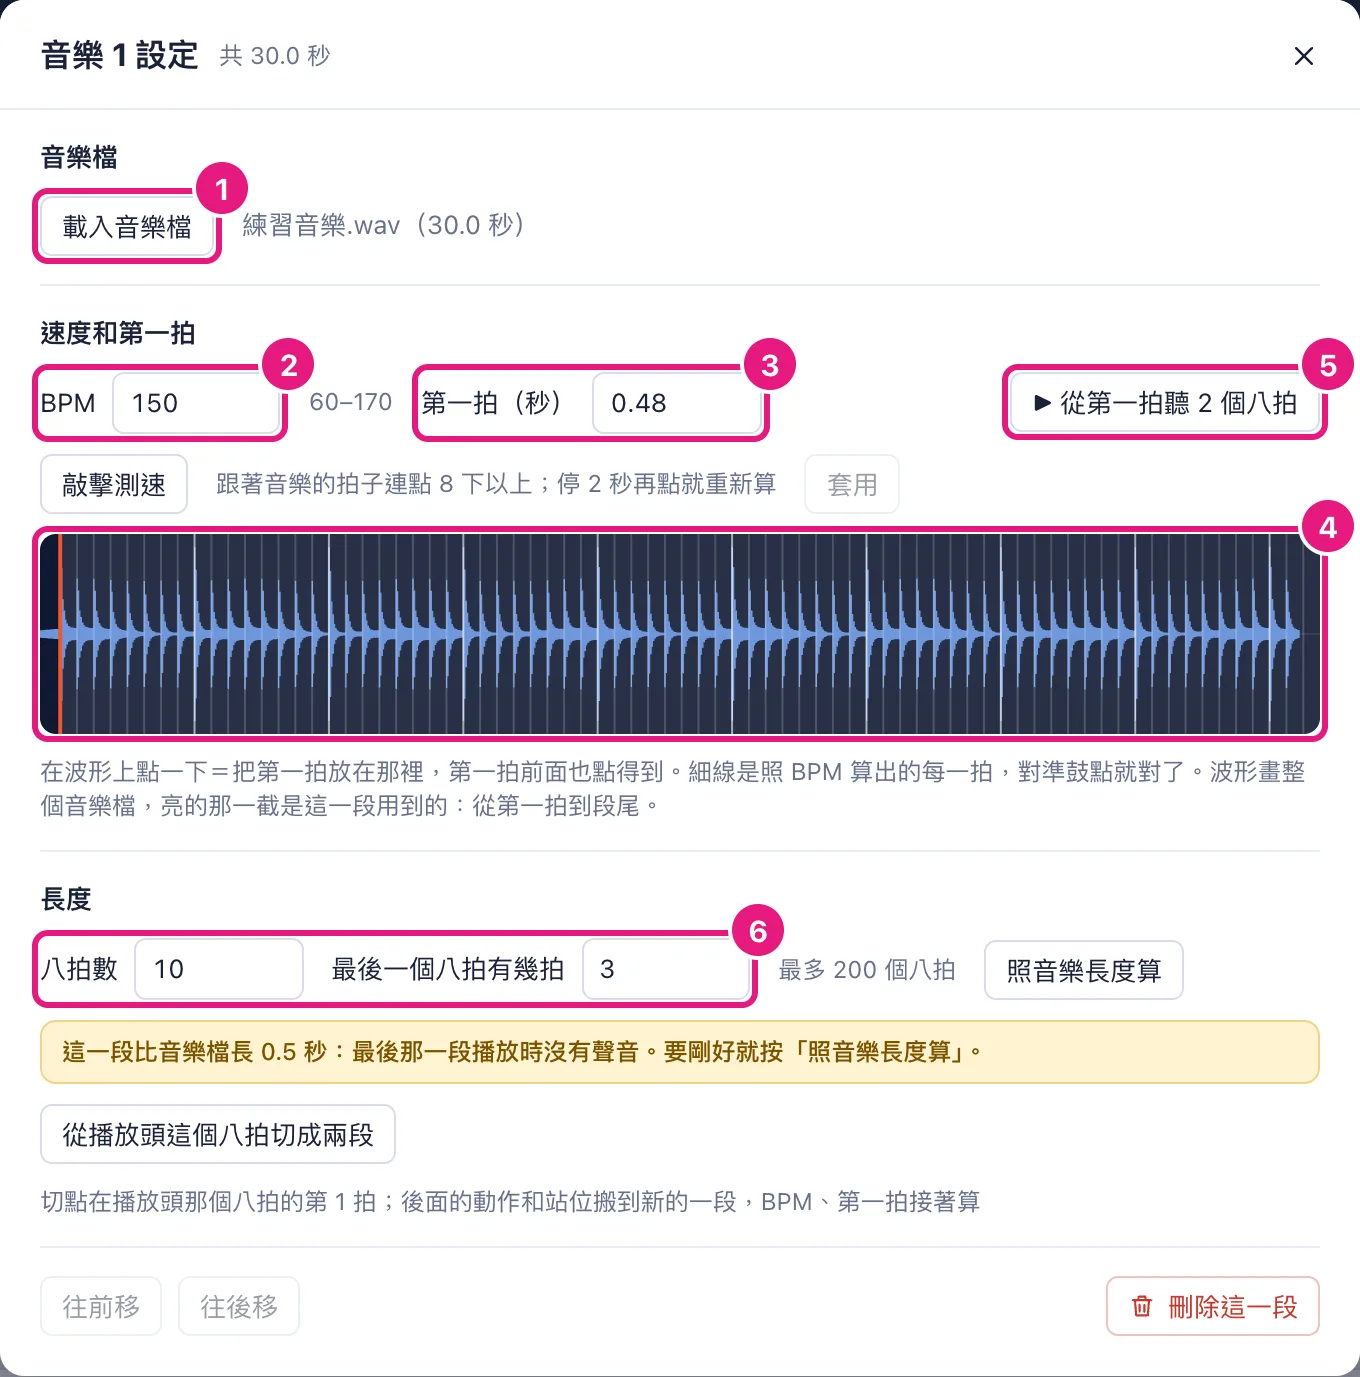 音樂 1 設定 共 30.0 秒
音樂檔
1
載入音樂檔 練習音樂.wav（30.0 秒）
速度和第一拍
2 3 5
BPM 150 60–170 第一拍（秒） 0.48 ▶ 從第一拍聽 2 個八拍
敲擊測速 跟著音樂的拍子連點 8 下以上；停 2 秒再點就重新算 套用
4
在波形上點一下＝把第一拍放在那裡，第一拍前面也點得到。細線是照 BPM 算出的每一拍，對準鼓點就對了。波形畫整
個音樂檔，亮的那一截是這一段用到的：從第一拍到段尾。
長度
6
八拍數 10 最後一個八拍有幾拍 3 最多 200 個八拍 照音樂長度算
這一段比音樂檔長 0.5 秒：最後那一段播放時沒有聲音。要剛好就按「照音樂長度算」。
從播放頭這個八拍切成兩段
切點在播放頭那個八拍的第 1 拍；後面的動作和站位搬到新的一段，BPM、第一拍接著算
往前移 往後移 刪除這一段